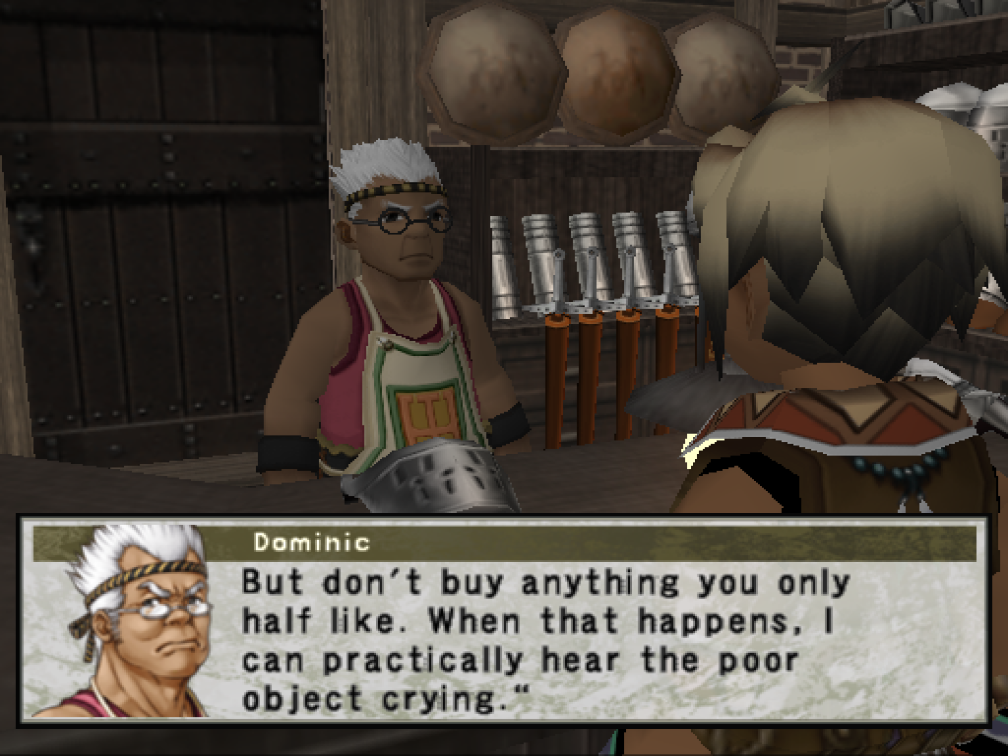 Dominic
But don't buy anything you only
half like. When that happens, I
can practically hear the poor
object crying.“